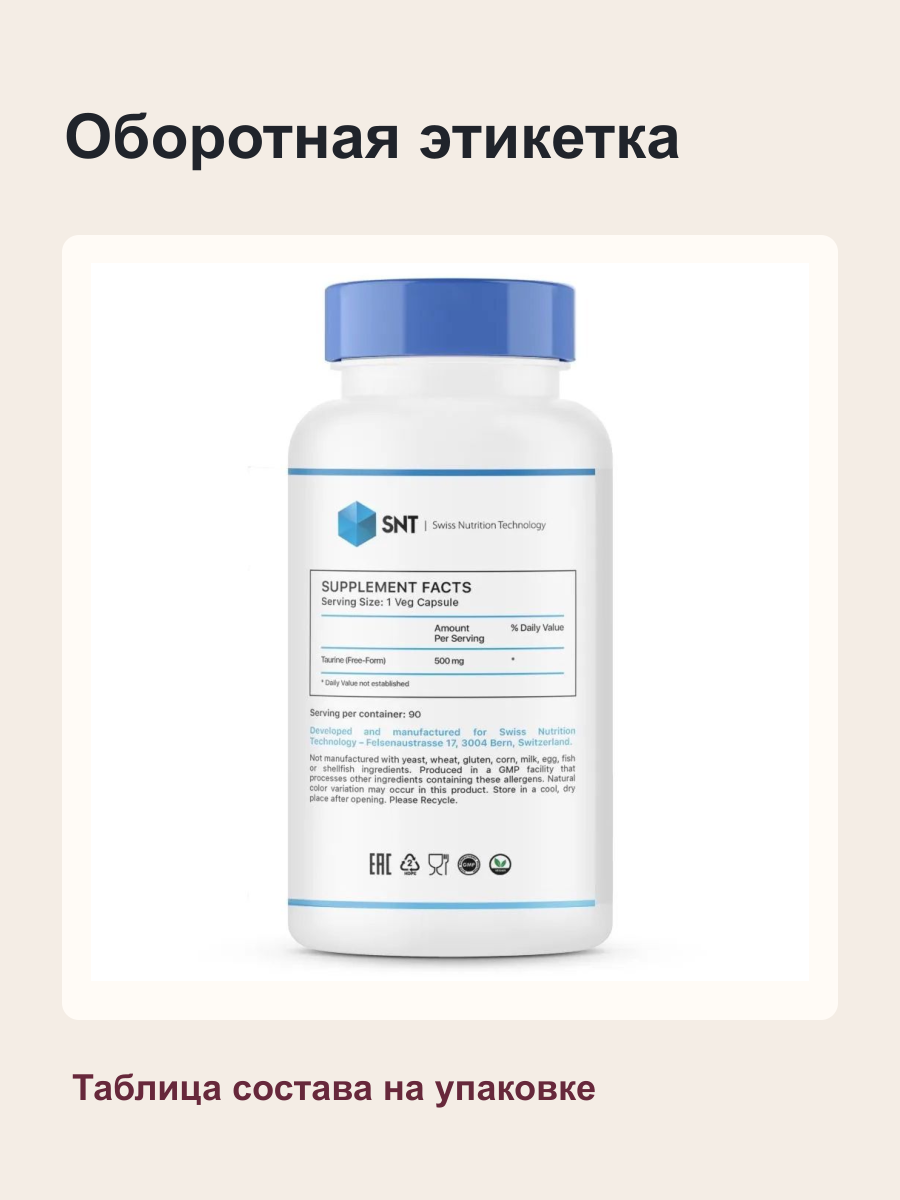 Оборотная этикетка
SNT | Swiss Nutrition Technology
SUPPLEMENT FACTS
Serving Size: 1 Veg Capsule
Amount Per Serving % Daily Value
Taurine (Free-Form) 500 mg *
* Daily Value not established
Serving per container: 90
Developed and manufactured for Swiss Nutrition
Technology – Felsenaustrasse 17, 3004 Bern, Switzerland.
Not manufactured with yeast, wheat, gluten, corn, milk, egg, fish
or shellfish ingredients. Produced in a GMP facility that
processes other ingredients containing these allergens. Natural
color variation may occur in this product. Store in a cool, dry
place after opening. Please Recycle.
EAC 2 HDPE GMP
Таблица состава на упаковке